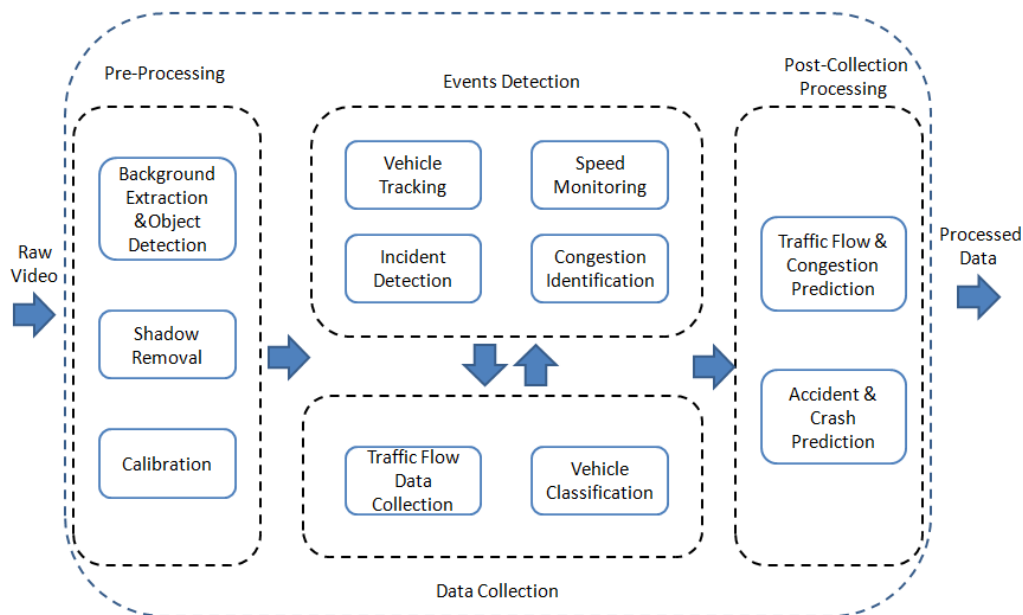 Pre-Processing
Background
Extraction
&Object
Detection
Shadow
Removal
Calibration
Raw
Video
Events Detection
Vehicle
Tracking
Speed
Monitoring
Incident
Detection
Congestion
Identification
Traffic Flow
Data
Collection
Vehicle
Classification
Data Collection
Post-Collection
Processing
Traffic Flow &
Congestion
Prediction
Accident &
Crash
Prediction
Processed
Data